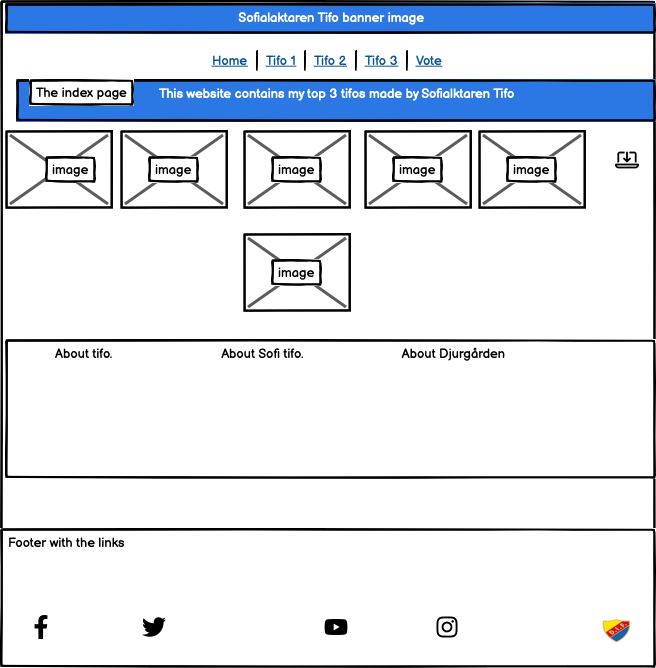 Sofialaktaren Tifo banner image
Home Tifo 1 Tifo 2 Tifo 3 Vote
The index page This website contains my top 3 tifos made by Sofialktaren Tifo
image image image image image
image
About tifo. About Sofi tifo. About Djurgården
Footer with the links
D.I.F.